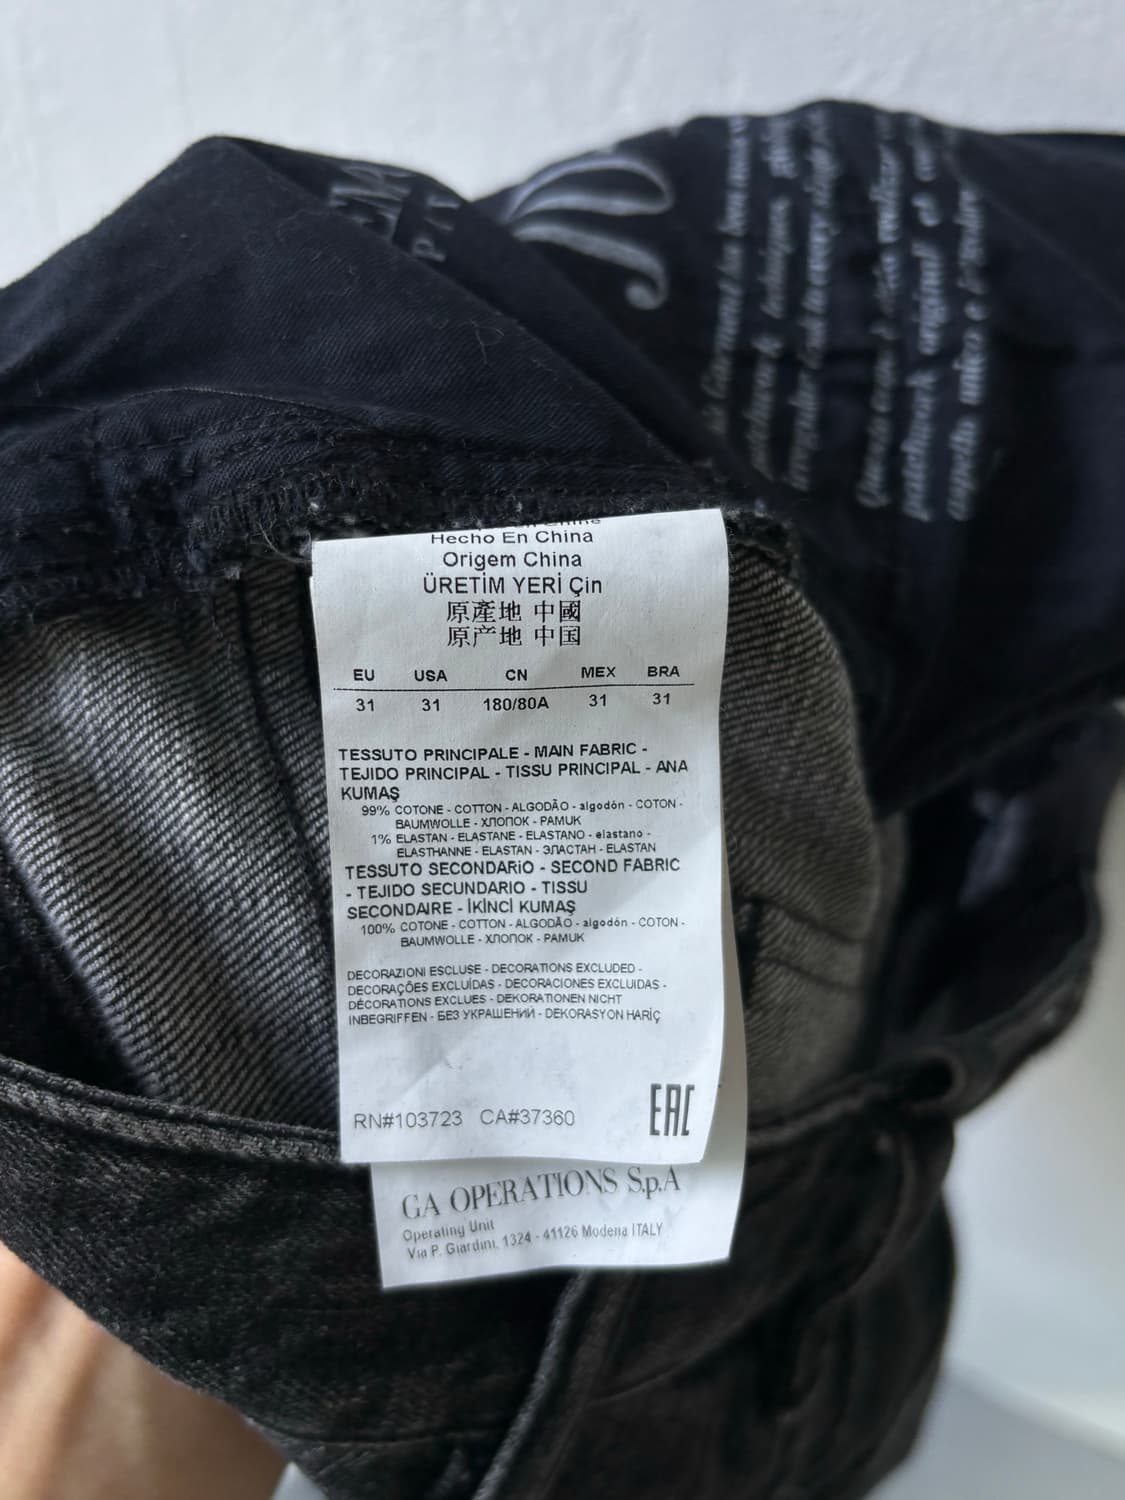 Hecho En China
Origem China
ÜRETİM YERİ Çin
原產地 中國
原产地 中国
EU USA CN MEX BRA
31 31 180/80A 31 31
TESSUTO PRINCIPALE - MAIN FABRIC -
TEJIDO PRINCIPAL - TISSU PRINCIPAL - ANA
KUMAŞ
99% COTONE - COTTON - ALGODÃO - algodón - COTON -
BAUMWOLLE - ХЛОПОК - PAMUK
1% ELASTAN - ELASTANE - ELASTANO - elastano -
ELASTHANNE - ELASTAN - ЭЛАСТАН - ELASTAN
TESSUTO SECONDARiO - SECOND FABRIC
- TEJIDO SECUNDARIO - TISSU
SECONDAIRE - İKİNCİ KUMAŞ
100% COTONE - COTTON - ALGODÃO - algodón - COTON -
BAUMWOLLE - ХЛОПОК - PAMUK
DECORAZIONI ESCLUSE - DECORATIONS EXCLUDED -
DECORAÇÕES EXCLUÍDAS - DECORACIONES EXCLUIDAS -
DÉCORATIONS EXCLUES - DEKORATIONEN NICHT
INBEGRIFFEN - БЕЗ УКРАШЕНИЙ - DEKORASYON HARİÇ
RN#103723 CA#37360 EAC
GA OPERATIONS S.p.A
Operating Unit
Via P. Giardini, 1324 - 41126 Modena ITALY